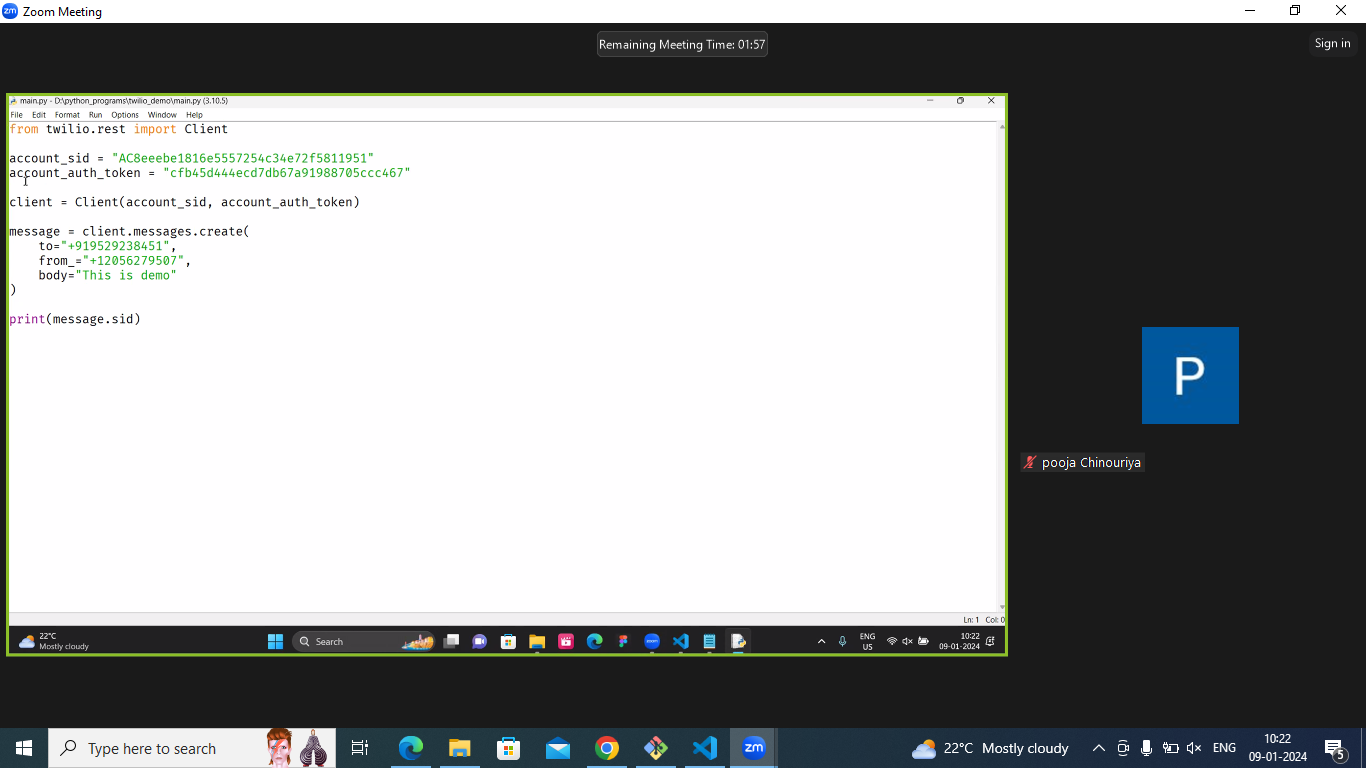 Zoom Meeting
Remaining Meeting Time: 01:57
Sign in
main.py - D:\python_programs\twilio_demo\main.py (3.10.5)
File Edit Format Run Options Window Help
from twilio.rest import Client
account_sid = "AC8eeebe1816e5557254c34e72f5811951"
account_auth_token = "cfb45d444ecd7db67a91988705ccc467"
client = Client(account_sid, account_auth_token)
message = client.messages.create(
    to="+919529238451",
    from_="+12056279507",
    body="This is demo"
)
print(message.sid)
P
pooja Chinouriya
Ln: 1 Col: 0
22°C
Mostly cloudy
Search
ENG
US
10:22
09-01-2024
Type here to search
zm
22°C Mostly cloudy
ENG
10:22
09-01-2024
5